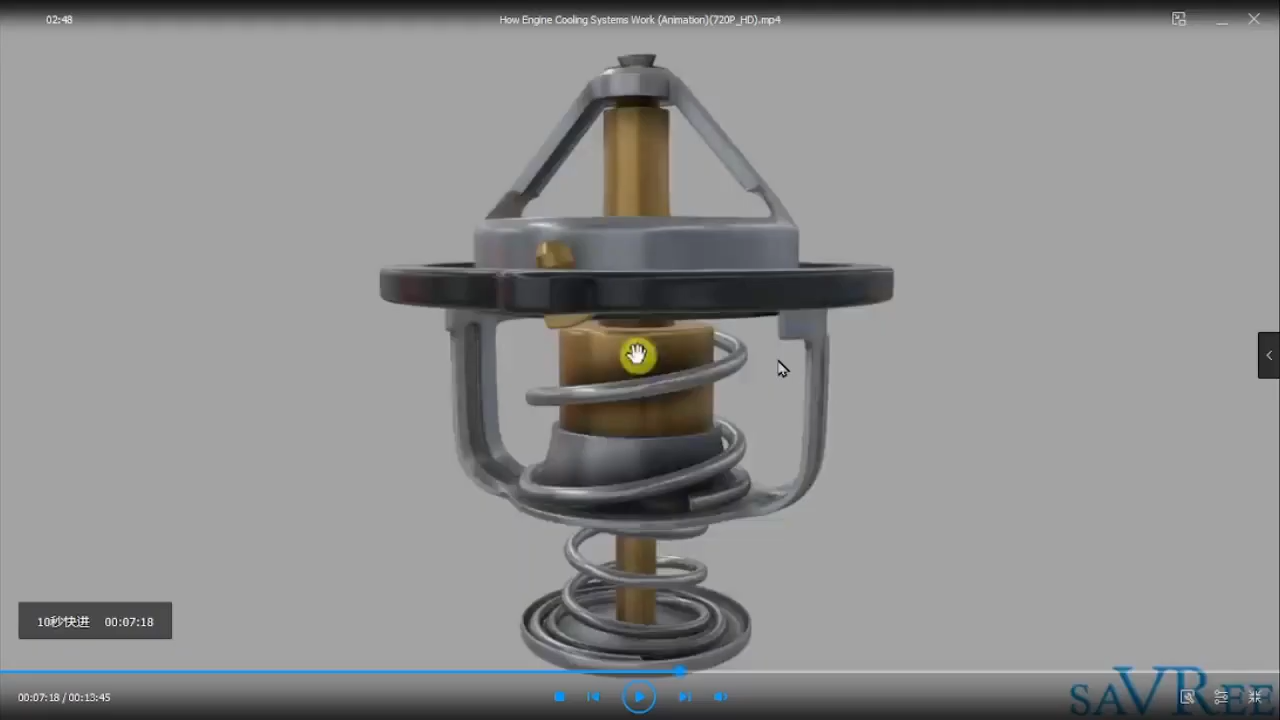 02:48
How Engine Cooling Systems Work (Animation)(720P_HD).mp4
10秒快进 00:07:18
00:07:18 / 00:13:45
saVRee